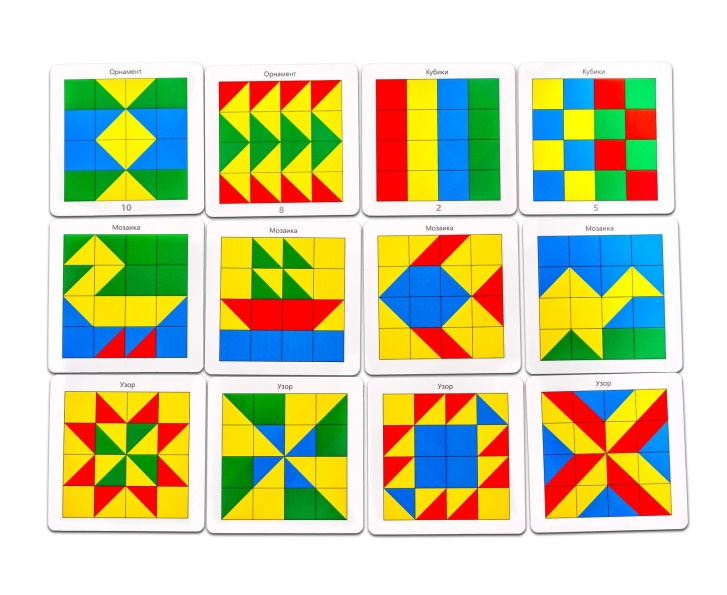 Орнамент
Орнамент
Кубики
Кубики
10
8
2
5
Мозаика
Мозаика
Мозаика
Мозаика
Узор
Узор
Узор
Узор